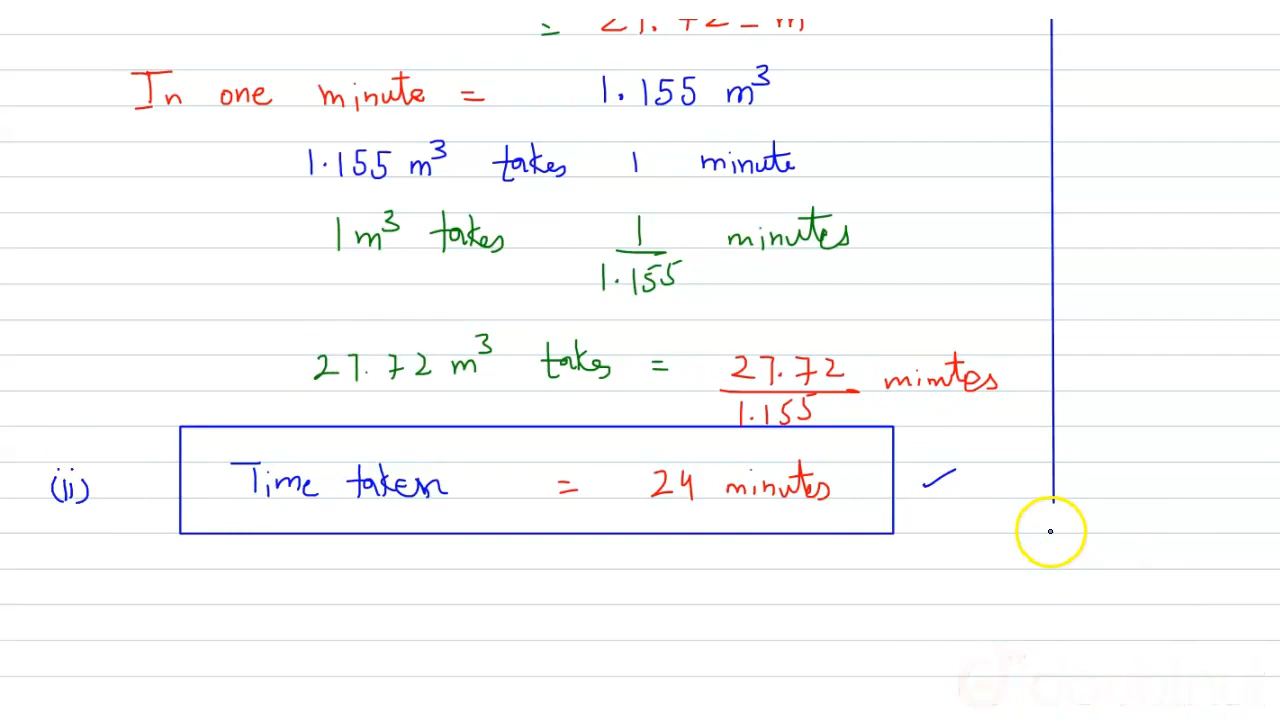 =
In one minute = 1.155 m³
1.155 m³ takes 1 minute
1 m³ takes 1/1.155 minutes
27.72 m³ takes = 27.72/1.155 mintes
(ii) Time taken = 24 minutes ✓
doubtnut